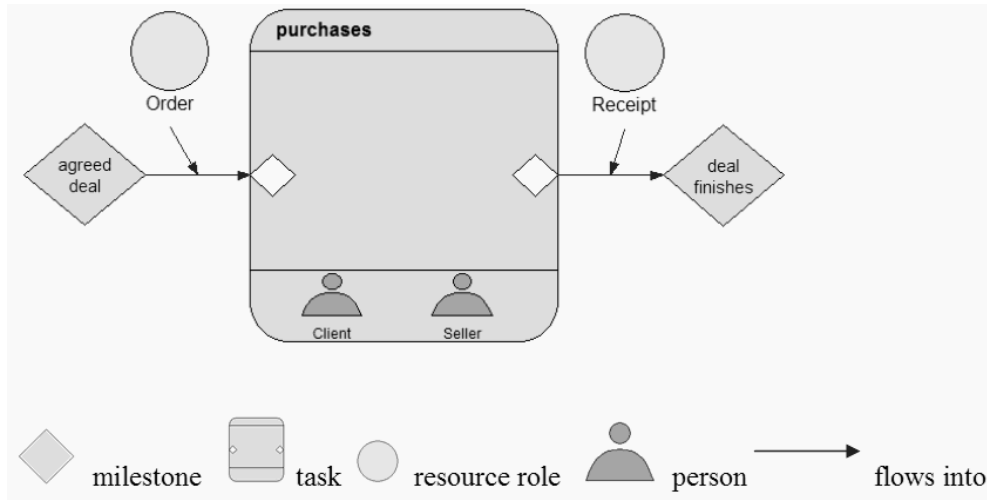 purchases
Order
Receipt
agreed
deal
deal
finishes
Client
Seller
milestone
task
resource role
person
flows into